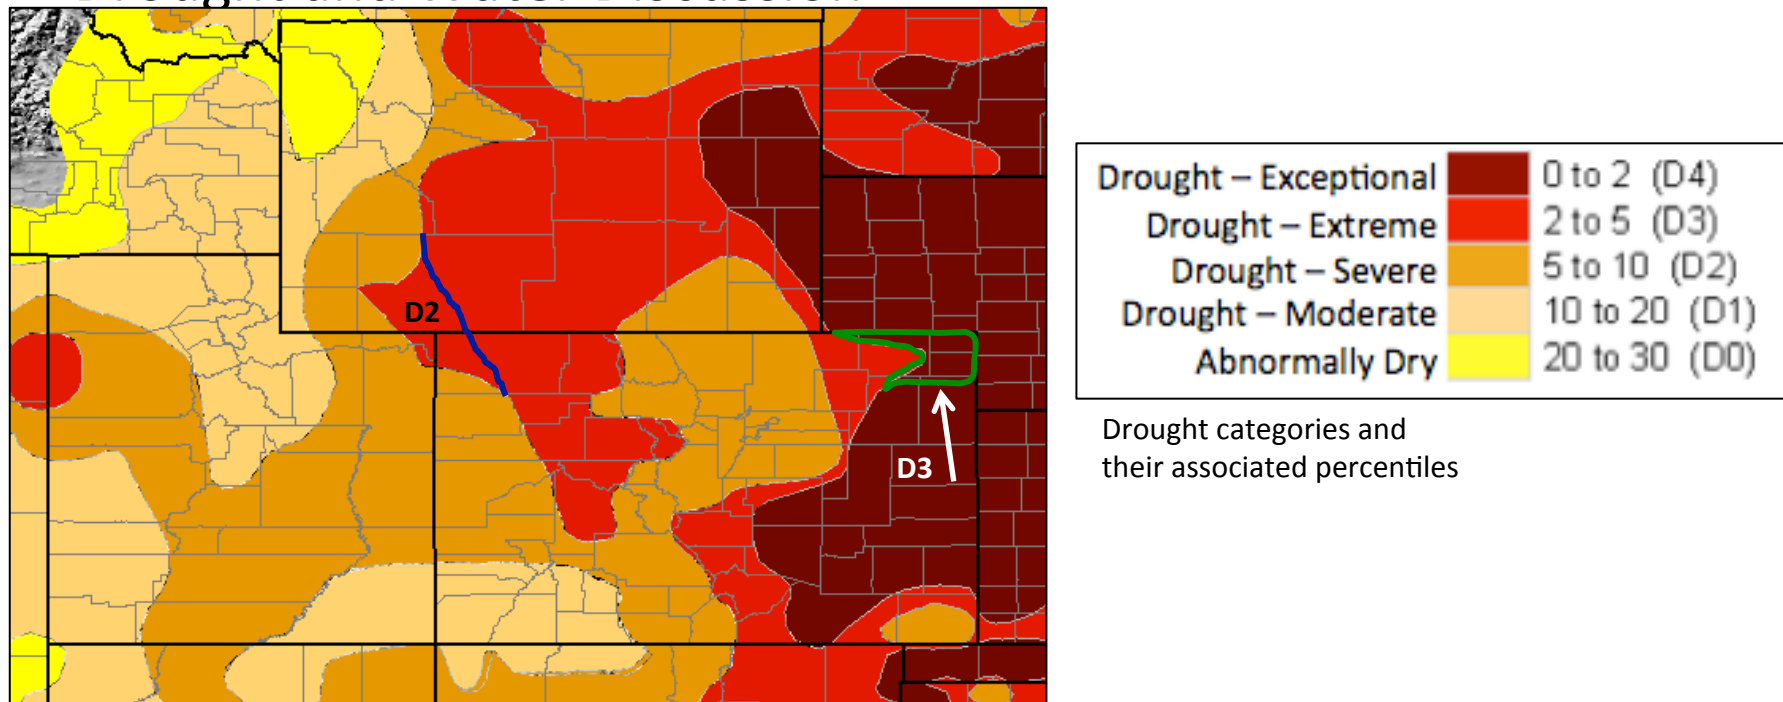 D2
D3
Drought – Exceptional 0 to 2 (D4)
Drought – Extreme 2 to 5 (D3)
Drought – Severe 5 to 10 (D2)
Drought – Moderate 10 to 20 (D1)
Abnormally Dry 20 to 30 (D0)
Drought categories and
their associated percentiles